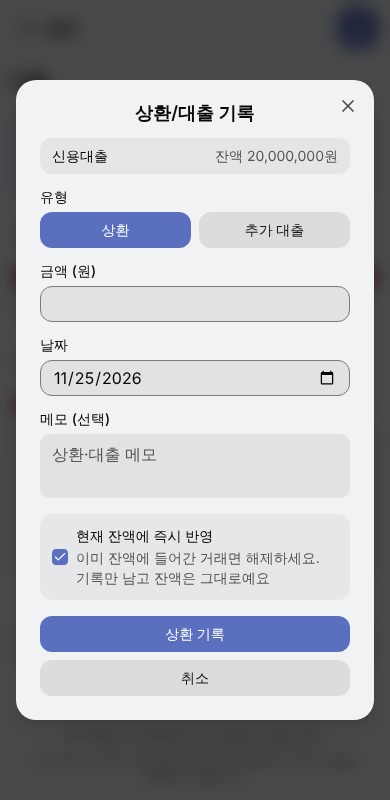 상환/대출 기록
신용대출 잔액 20,000,000원
유형
상환 추가 대출
금액 (원)
날짜
11/25/2026
메모 (선택)
상환·대출 메모
현재 잔액에 즉시 반영
이미 잔액에 들어간 거래면 해제하세요.
기록만 남고 잔액은 그대로예요
상환 기록
취소